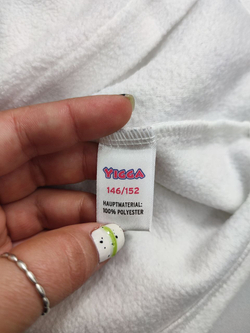 YIGGA
146/152
HAUPTMATERIAL:
100% POLYESTER